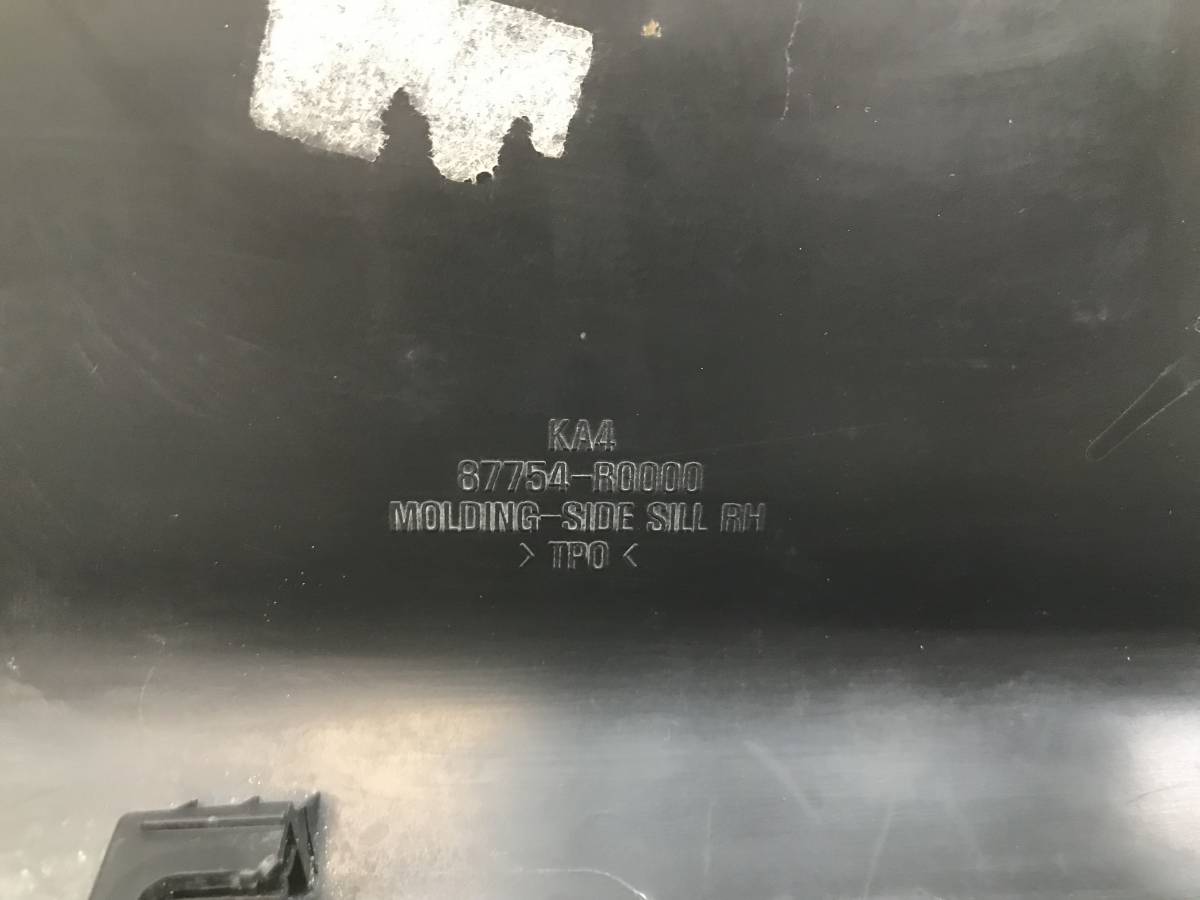 KA4
87754-R0000
MOLDING-SIDE SILL RH
> TPO <